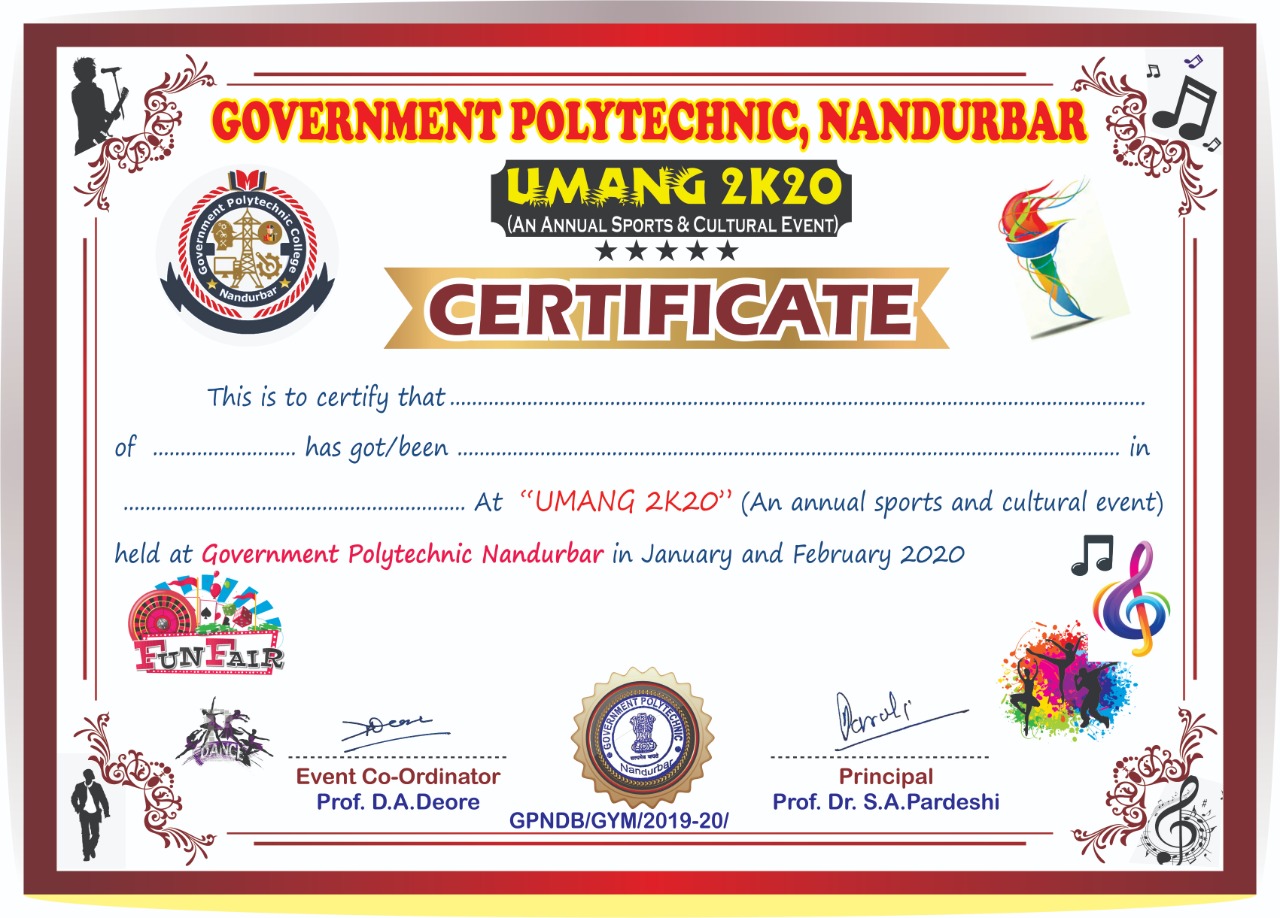 GOVERNMENT POLYTECHNIC, NANDURBAR
UMANG 2K20
(AN ANNUAL SPORTS & CULTURAL EVENT)
Government Polytechnic College
Nandurbar
CERTIFICATE
This is to certify that ....................
of .................... has got/been .................... in
.................... At “UMANG 2K20” (An annual sports and cultural event)
held at Government Polytechnic Nandurbar in January and February 2020
FUN FAIR
DANCE
GOVERNMENT POLYTECHNIC
सत्यमेव जयते
Nandurbar
Event Co-Ordinator
Prof. D.A.Deore
Principal
Prof. Dr. S.A.Pardeshi
GPNDB/GYM/2019-20/